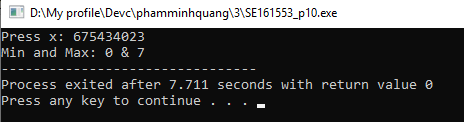 D:\My profile\Devc\phamminhquang\3\SE161553_p10.exe
Press x: 675434023
Min and Max: 0 & 7
--------------------------------
Process exited after 7.711 seconds with return value 0
Press any key to continue . . .